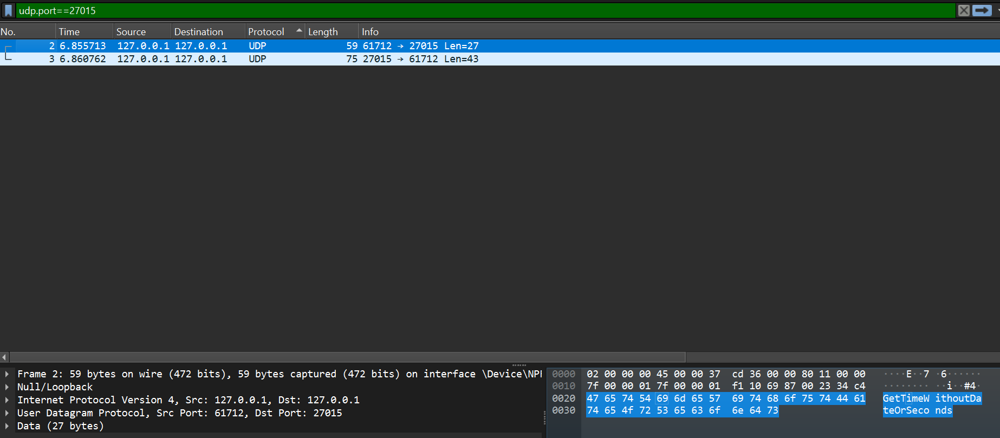 udp.port==27015
No. Time Source Destination Protocol Length Info
2 6.855713 127.0.0.1 127.0.0.1 UDP 59 61712 → 27015 Len=27
3 6.860762 127.0.0.1 127.0.0.1 UDP 75 27015 → 61712 Len=43
Frame 2: 59 bytes on wire (472 bits), 59 bytes captured (472 bits) on interface \Device\NPF
Null/Loopback
Internet Protocol Version 4, Src: 127.0.0.1, Dst: 127.0.0.1
User Datagram Protocol, Src Port: 61712, Dst Port: 27015
Data (27 bytes)
0000 02 00 00 00 45 00 00 37 cd 36 00 00 80 11 00 00 ····E··7 ·6······
0010 7f 00 00 01 7f 00 00 01 f1 10 69 87 00 23 34 c4 ········ ··i··#4·
0020 47 65 74 54 69 6d 65 57 69 74 68 6f 75 74 44 61 GetTimeW ithoutDa
0030 74 65 4f 72 53 65 63 6f 6e 64 73 teOrSeco nds